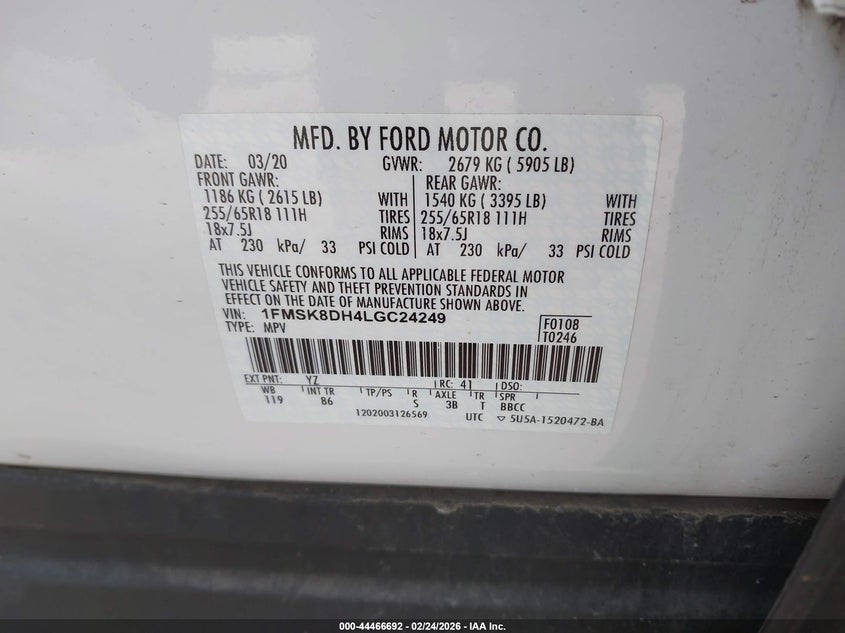 MFD. BY FORD MOTOR CO.
DATE: 03/20 GVWR: 2679 KG ( 5905 LB)
FRONT GAWR: REAR GAWR:
1186 KG ( 2615 LB) WITH 1540 KG ( 3395 LB) WITH
255/65R18 111H TIRES 255/65R18 111H TIRES
18x7.5J RIMS 18x7.5J RIMS
AT 230 kPa/ 33 PSI COLD AT 230 kPa/ 33 PSI COLD
THIS VEHICLE CONFORMS TO ALL APPLICABLE FEDERAL MOTOR
VEHICLE SAFETY AND THEFT PREVENTION STANDARDS IN
EFFECT ON THE DATE OF MANUFACTURE SHOWN ABOVE.
VIN: 1FMSK8DH4LGC24249 F0108
TYPE: MPV T0246
EXT PNT: YZ RC: 41 DSO:
WB INT TR TP/PS R AXLE TR SPR
119 86 S 3B T BBCC
1202003126569 UTC ▽ 5U5A-1520472-BA
000-44466692 - 02/24/2026 - IAA Inc.